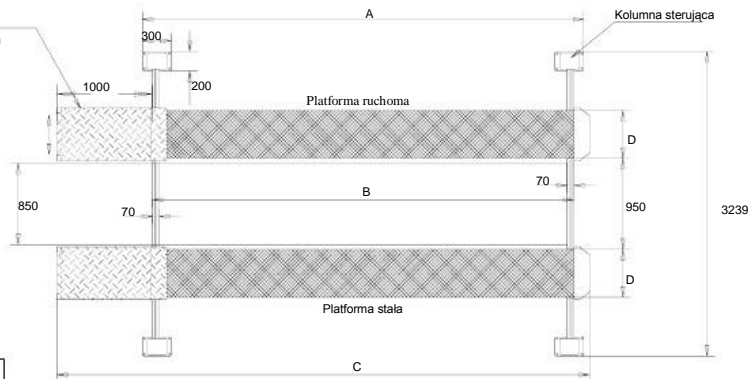 A
Kolumna sterująca
300
200
1000
Platforma ruchoma
D
70
B
850
70
950
3239
D
Platforma stała
C